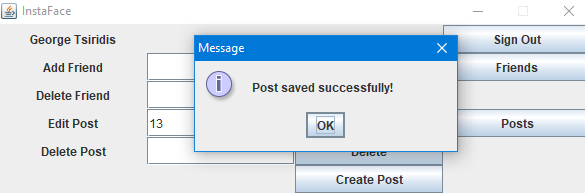 InstaFace
George Tsiridis
Sign Out
Message
Add Friend
Friends
Post saved successfully!
Delete Friend
Edit Post
13
OK
Posts
Delete Post
Delete
Create Post